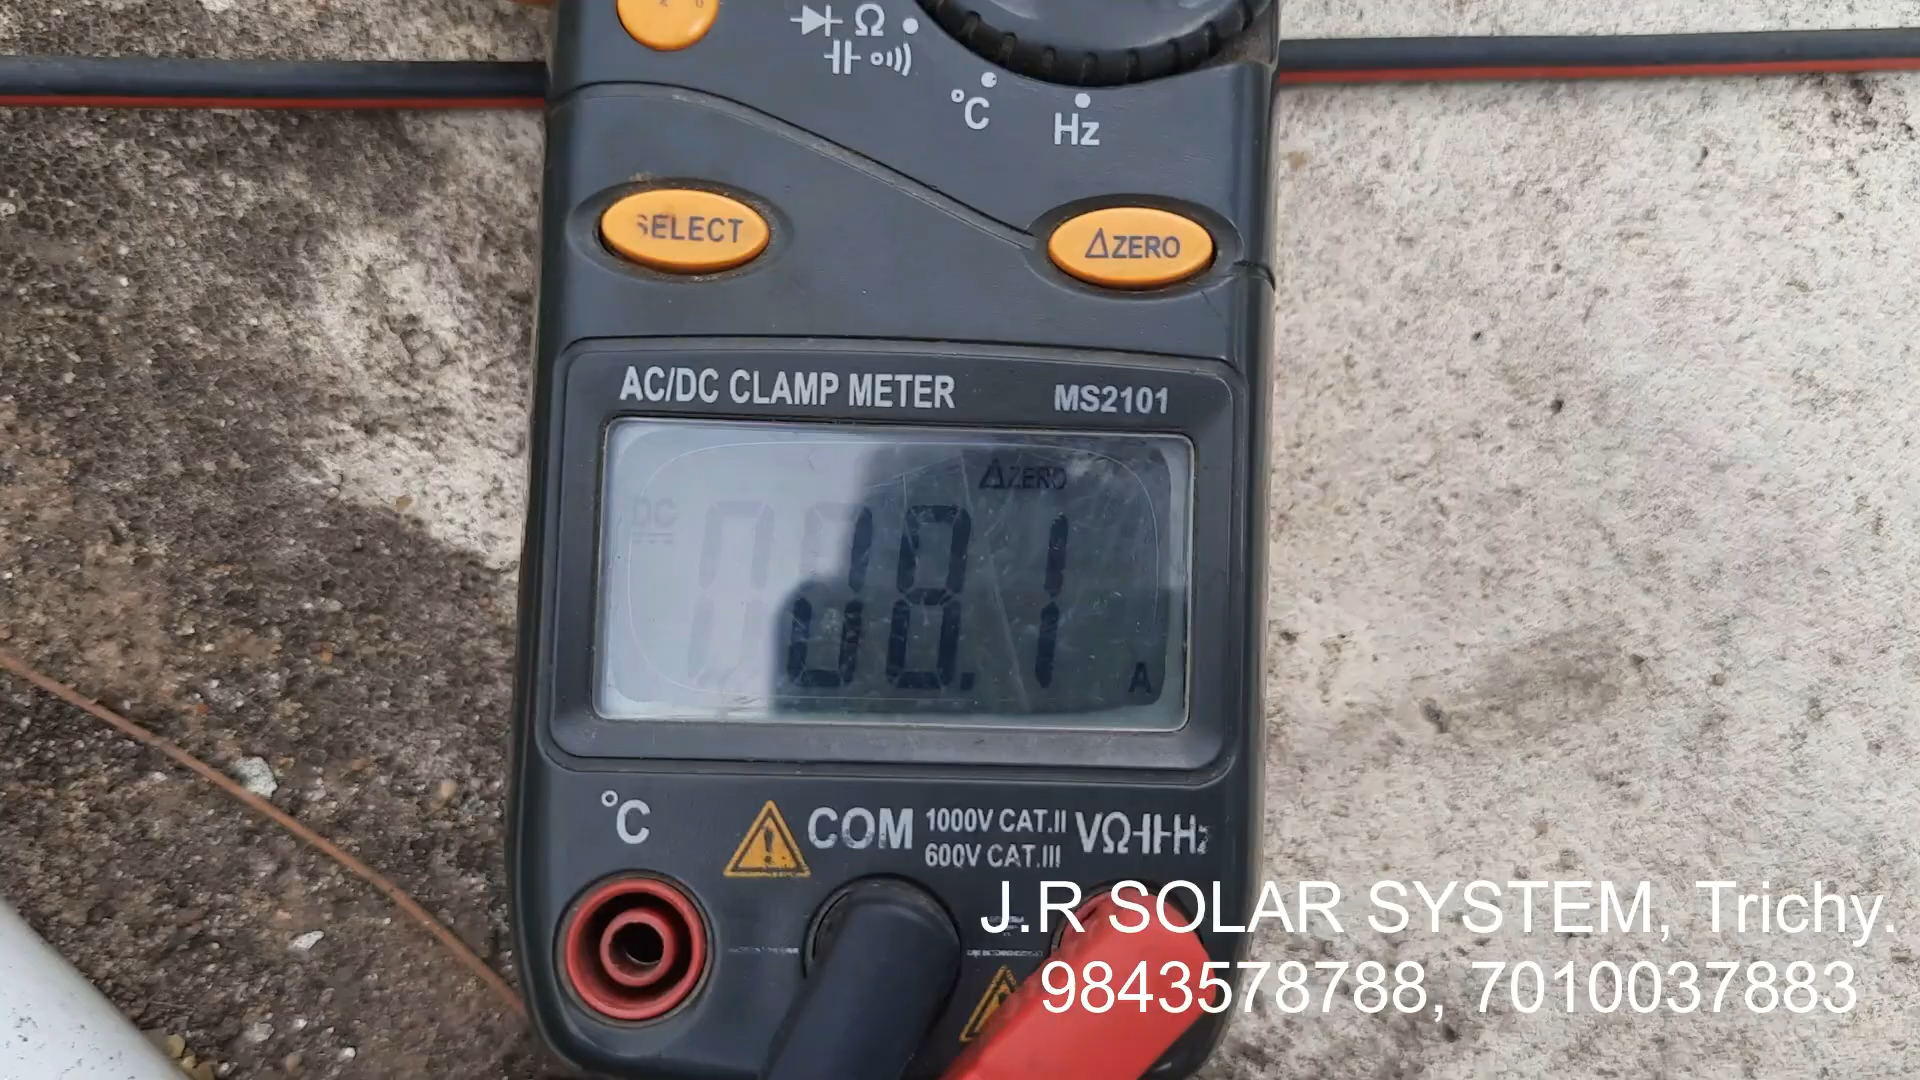 Ω
°C
Hz
SELECT
ΔZERO
AC/DC CLAMP METER MS2101
ΔZERO
DC
008.1 A
°C
COM 1000V CAT.II
600V CAT.III
VΩ⊣⊢Hz
J.R SOLAR SYSTEM, Trichy.
9843578788, 7010037883